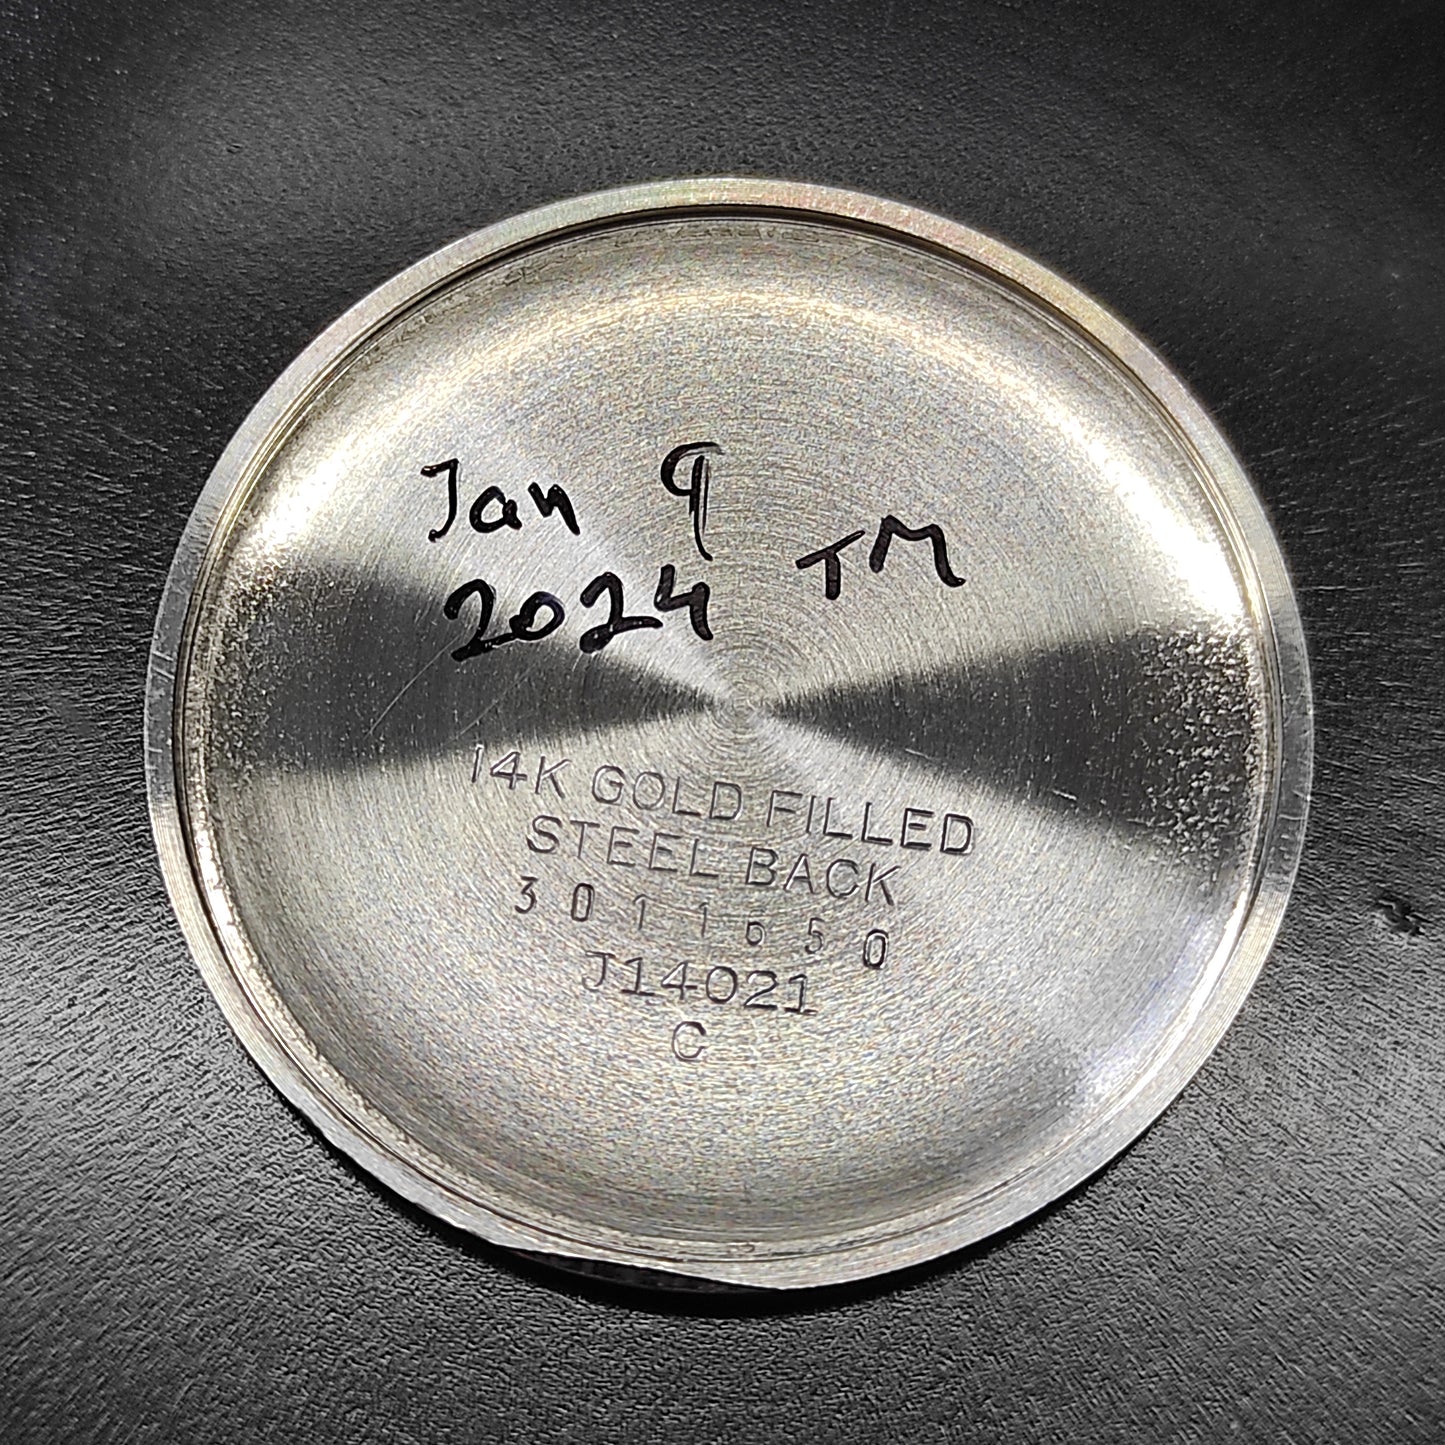 Jan 9
2024 TM
14K GOLD FILLED
STEEL BACK
3011650
J14021
C